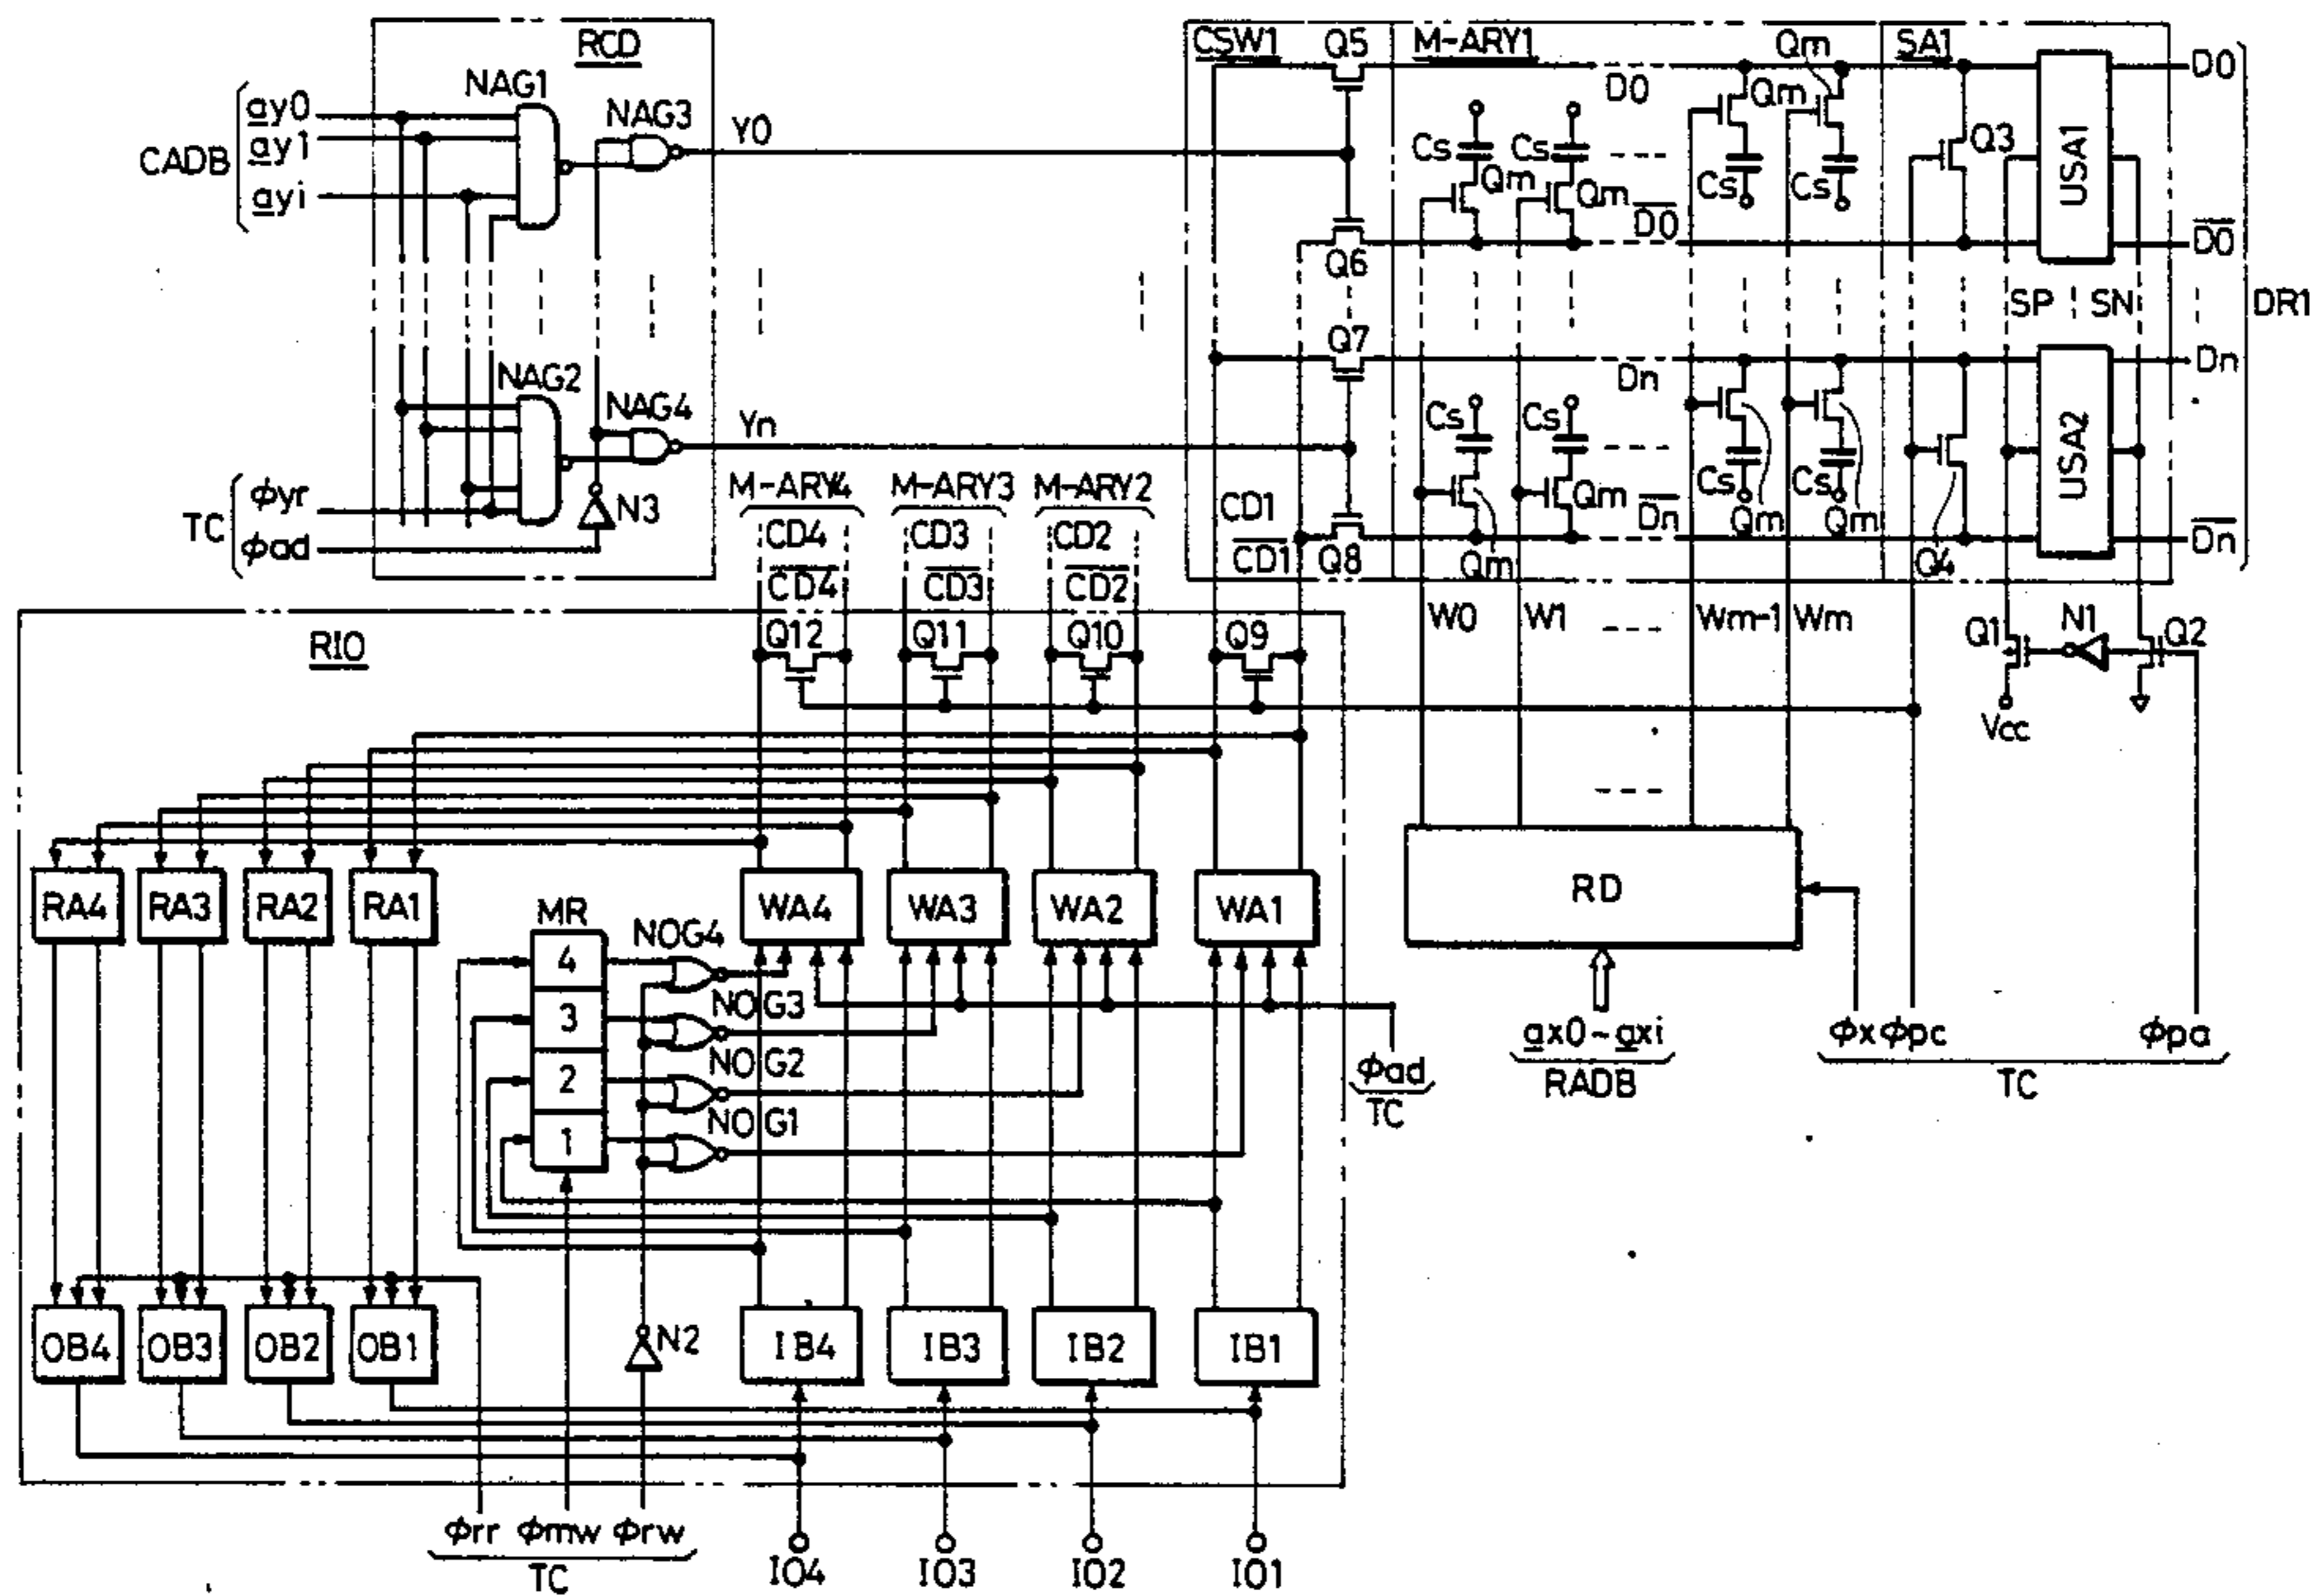 RCD
CSW1 Q5 M-ARY1 Qm SA1
NAG1
ay0
ay1
ayi
CADB
NAG3
Y0
D0
Qm
D0
Cs Cs
Qm
Qm
Cs Cs
Q3
USA1
D0
D0
Q6
SP SN
DR1
Q7
NAG2
NAG4
Yn
Dn
Dn
Cs Cs
Qm
Cs Cs
Qm Qm
USA2
Dn
M-ARY4 M-ARY3 M-ARY2
CD1
CD1
Q8
Dn
Qm
Q4
φyr
φad
TC
N3
CD4 CD3 CD2
CD4 CD3 CD2
W0 W1 Wm-1 Wm
Q1 N1 Q2
RIO
Q12 Q11 Q10 Q9
Vcc
RA4 RA3 RA2 RA1
MR
4
3
2
1
NOG4
NOG3
NOG2
NOG1
WA4 WA3 WA2 WA1
RD
φad
TC
ax0~axi
RADB
φx φpc φpa
TC
OB4 OB3 OB2 OB1
N2
IB4 IB3 IB2 IB1
φrr φmw φrw
TC
IO4 IO3 IO2 IO1